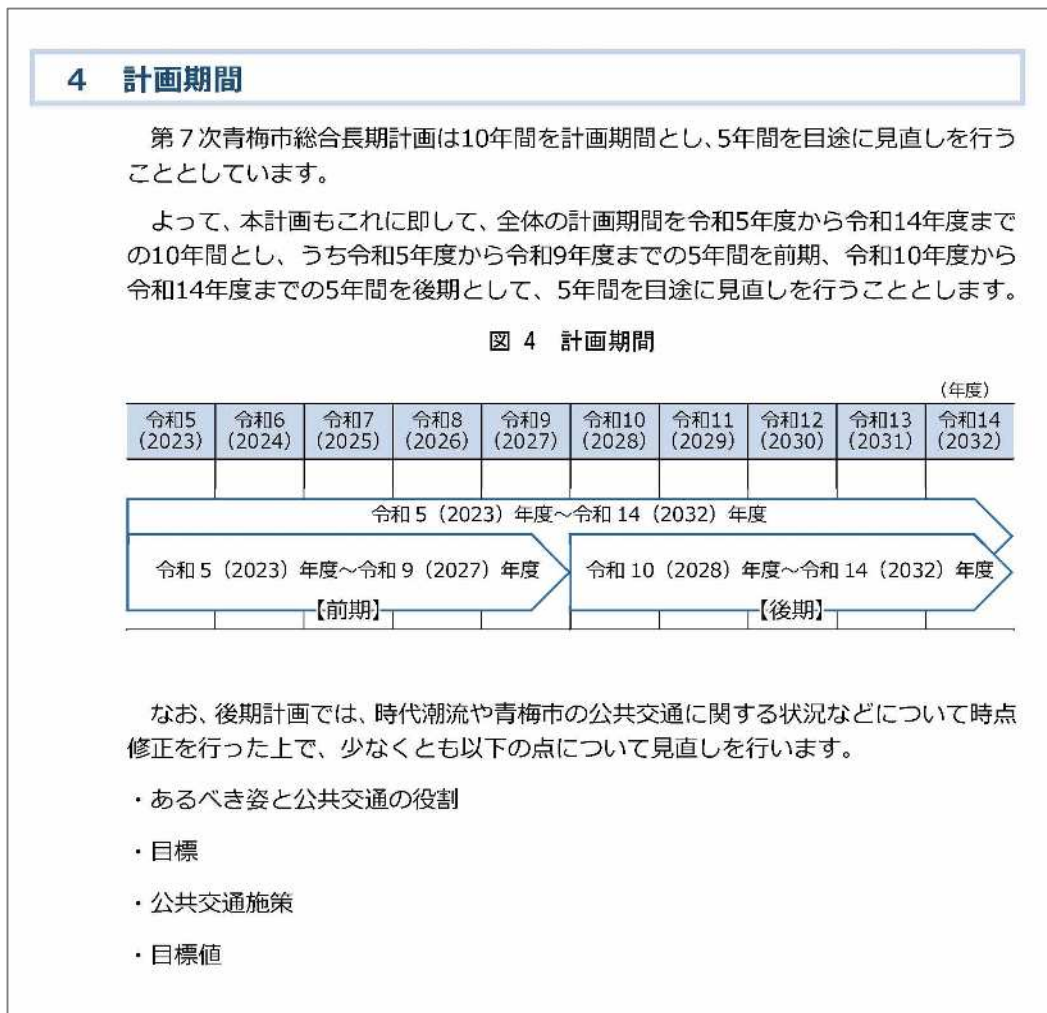 4 計画期間
第７次青梅市総合長期計画は10年間を計画期間とし、5年間を目途に見直しを行う
こととしています。
よって、本計画もこれに即して、全体の計画期間を令和5年度から令和14年度まで
の10年間とし、うち令和5年度から令和9年度までの5年間を前期、令和10年度から
令和14年度までの5年間を後期として、5年間を目途に見直しを行うこととします。
図 4 計画期間
（年度）
令和5 令和6 令和7 令和8 令和9 令和10 令和11 令和12 令和13 令和14
(2023) (2024) (2025) (2026) (2027) (2028) (2029) (2030) (2031) (2032)
令和 5（2023）年度～令和 14（2032）年度
令和 5（2023）年度～令和 9（2027）年度 令和 10（2028）年度～令和 14（2032）年度
【前期】 【後期】
なお、後期計画では、時代潮流や青梅市の公共交通に関する状況などについて時点
修正を行った上で、少なくとも以下の点について見直しを行います。
・あるべき姿と公共交通の役割
・目標
・公共交通施策
・目標値